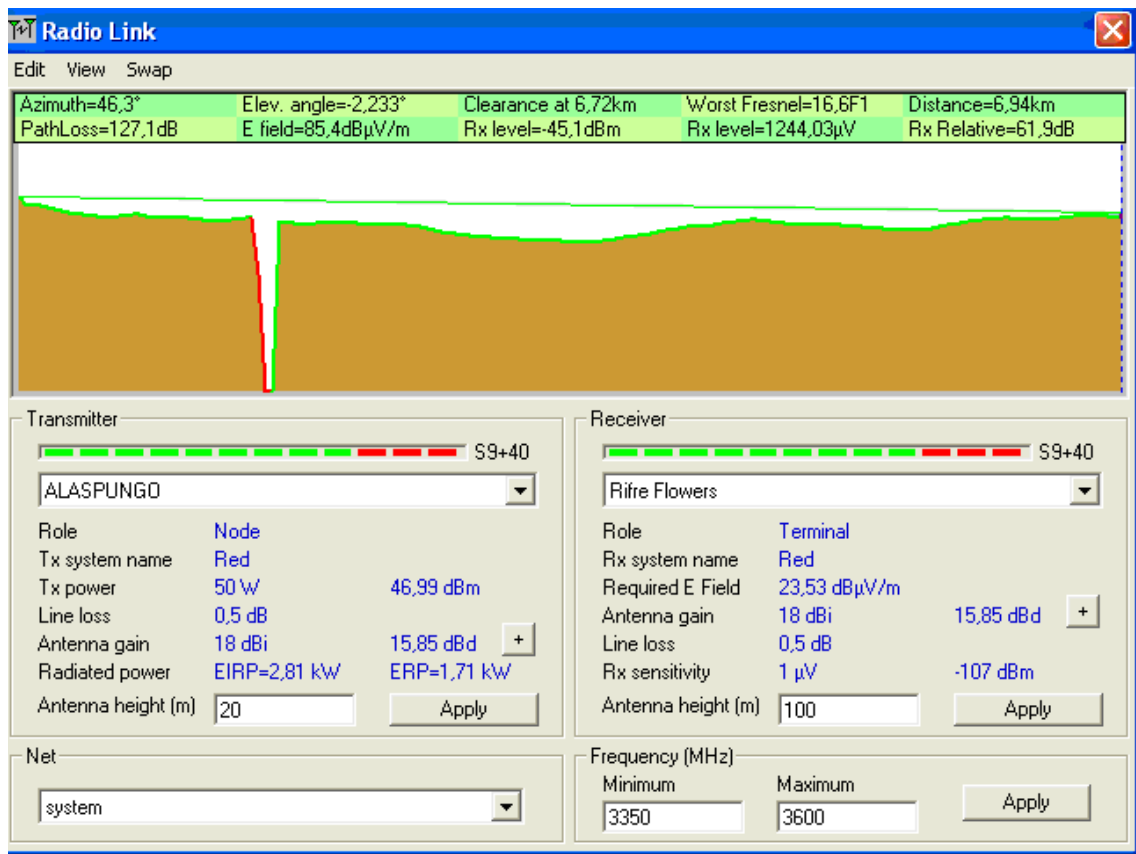 Radio Link
Edit View Swap
Azimuth=46,3° Elev. angle=-2,233° Clearance at 6,72km Worst Fresnel=16,6F1 Distance=6,94km
PathLoss=127,1dB E field=85,4dBµV/m Rx level=-45,1dBm Rx level=1244,03µV Rx Relative=61,9dB
Transmitter
S9+40
ALASPUNGO
Role Node
Tx system name Red
Tx power 50 W 46,99 dBm
Line loss 0,5 dB
Antenna gain 18 dBi 15,85 dBd +
Radiated power EIRP=2,81 kW ERP=1,71 kW
Antenna height (m) 20 Apply
Receiver
S9+40
Rifre Flowers
Role Terminal
Rx system name Red
Required E Field 23,53 dBµV/m
Antenna gain 18 dBi 15,85 dBd +
Line loss 0,5 dB
Rx sensitivity 1 µV -107 dBm
Antenna height (m) 100 Apply
Net
system
Frequency (MHz)
Minimum Maximum
3350 3600 Apply